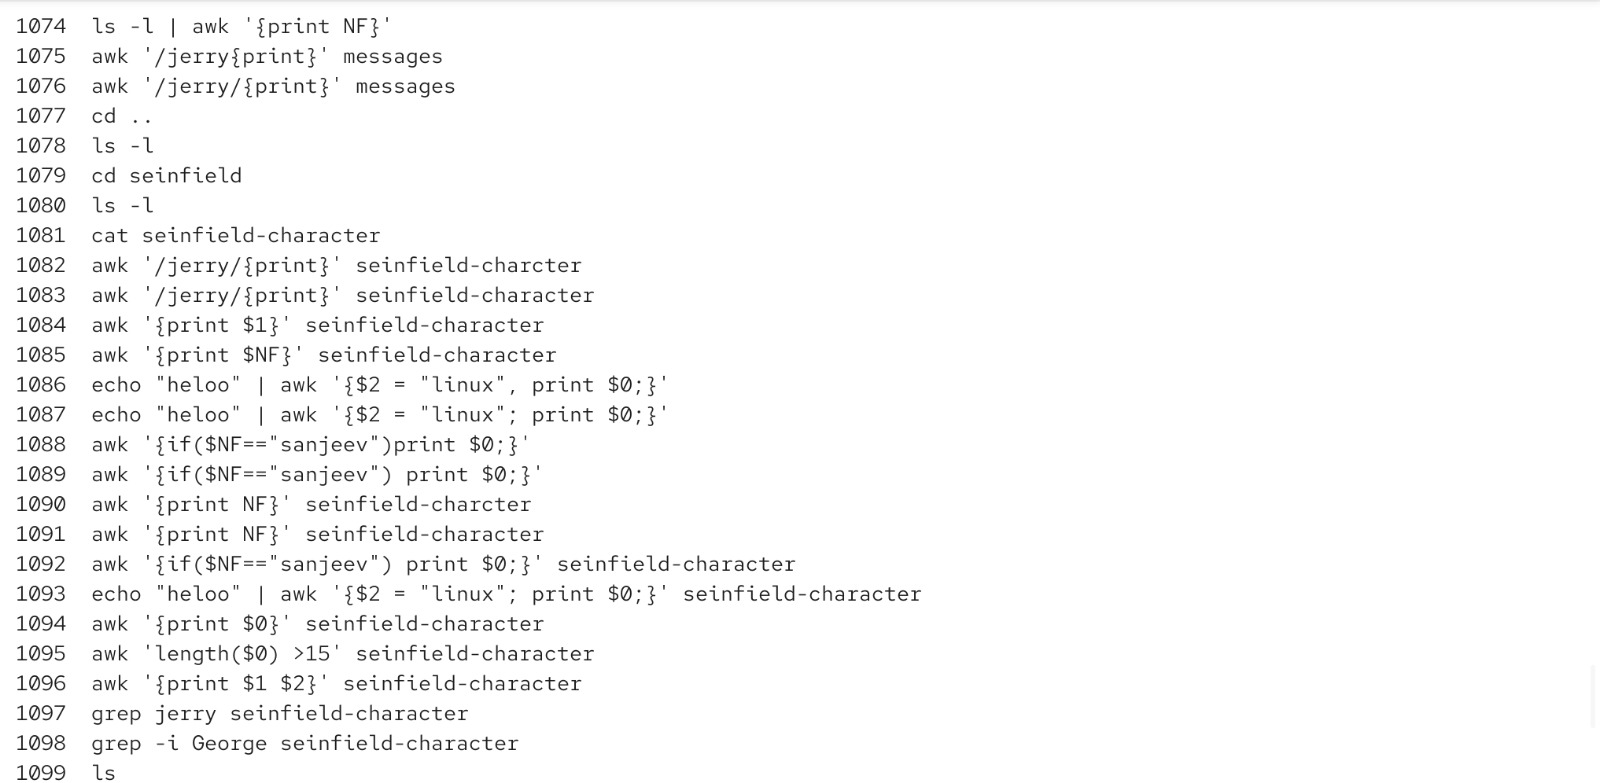 1074 ls -l | awk '{print NF}'
1075 awk '/jerry{print}' messages
1076 awk '/jerry/{print}' messages
1077 cd ..
1078 ls -l
1079 cd seinfield
1080 ls -l
1081 cat seinfield-character
1082 awk '/jerry/{print}' seinfield-charcter
1083 awk '/jerry/{print}' seinfield-character
1084 awk '{print $1}' seinfield-character
1085 awk '{print $NF}' seinfield-character
1086 echo "heloo" | awk '{$2 = "linux", print $0;}'
1087 echo "heloo" | awk '{$2 = "linux"; print $0;}'
1088 awk '{if($NF=="sanjeev")print $0;}'
1089 awk '{if($NF=="sanjeev") print $0;}'
1090 awk '{print NF}' seinfield-charcter
1091 awk '{print NF}' seinfield-character
1092 awk '{if($NF=="sanjeev") print $0;}' seinfield-character
1093 echo "heloo" | awk '{$2 = "linux"; print $0;}' seinfield-character
1094 awk '{print $0}' seinfield-character
1095 awk 'length($0) >15' seinfield-character
1096 awk '{print $1 $2}' seinfield-character
1097 grep jerry seinfield-character
1098 grep -i George seinfield-character
1099 ls